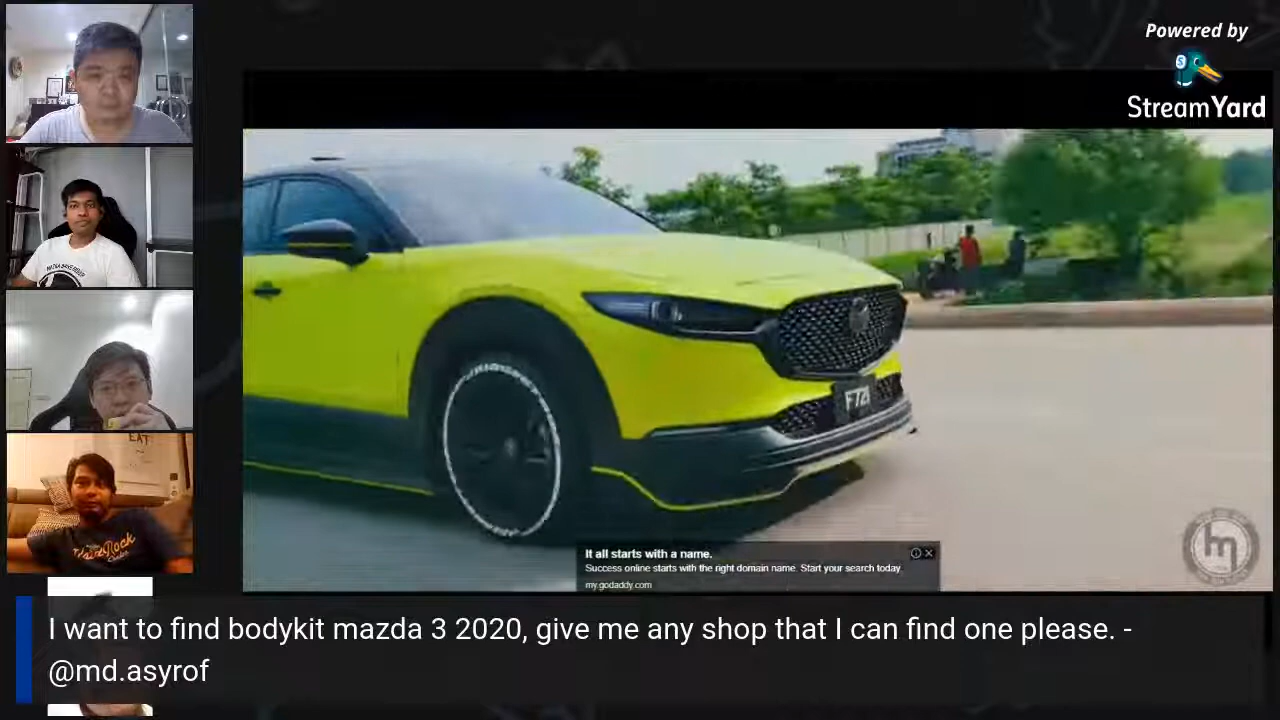 Powered by
StreamYard
EAT
It all starts with a name.
Success online starts with the right domain name. Start your search today.
my.godaddy.com
I want to find bodykit mazda 3 2020, give me any shop that I can find one please. -
@md.asyrof